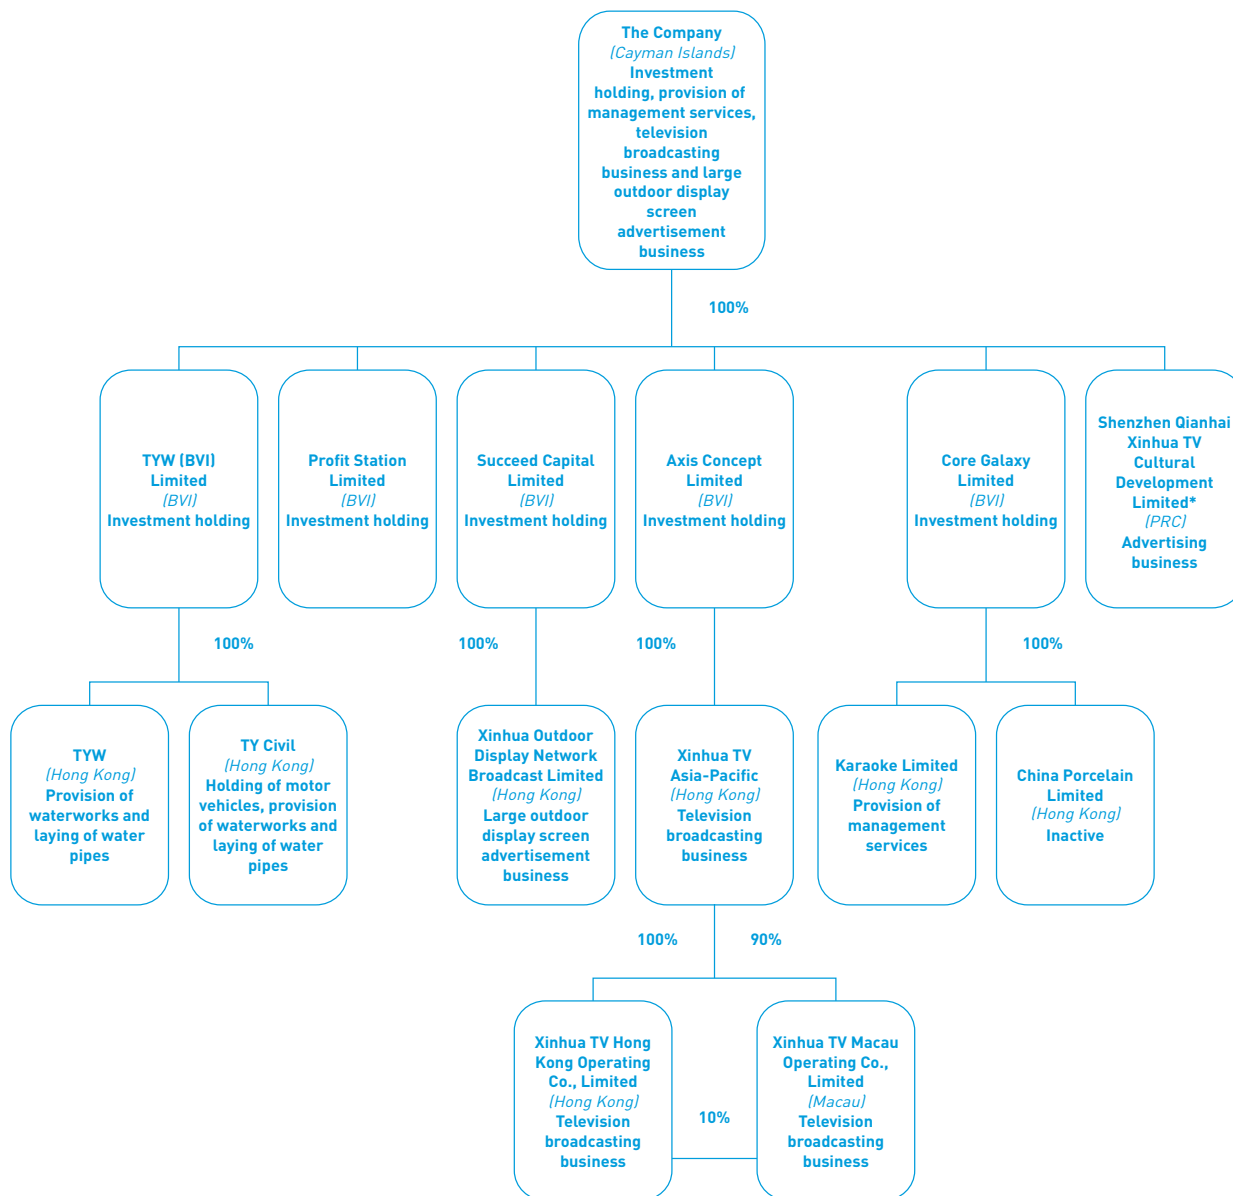 The Company
(Cayman Islands)
Investment
holding, provision of
management services,
television
broadcasting
business and large
outdoor display
screen
advertisement
business
100%
TYW (BVI)
Limited
(BVI)
Investment holding
Profit Station
Limited
(BVI)
Investment holding
Succeed Capital
Limited
(BVI)
Investment holding
Axis Concept
Limited
(BVI)
Investment holding
Core Galaxy
Limited
(BVI)
Investment holding
Shenzhen Qianhai
Xinhua TV
Cultural
Development
Limited*
(PRC)
Advertising
business
100%
100%
100%
100%
TYW
(Hong Kong)
Provision of
waterworks and
laying of water
pipes
TY Civil
(Hong Kong)
Holding of motor
vehicles, provision
of waterworks and
laying of water
pipes
Xinhua Outdoor
Display Network
Broadcast Limited
(Hong Kong)
Large outdoor
display screen
advertisement
business
Xinhua TV
Asia-Pacific
(Hong Kong)
Television
broadcasting
business
Karaoke Limited
(Hong Kong)
Provision of
management
services
China Porcelain
Limited
(Hong Kong)
Inactive
100%
90%
Xinhua TV Hong
Kong Operating
Co., Limited
(Hong Kong)
Television
broadcasting
business
10%
Xinhua TV Macau
Operating Co.,
Limited
(Macau)
Television
broadcasting
business